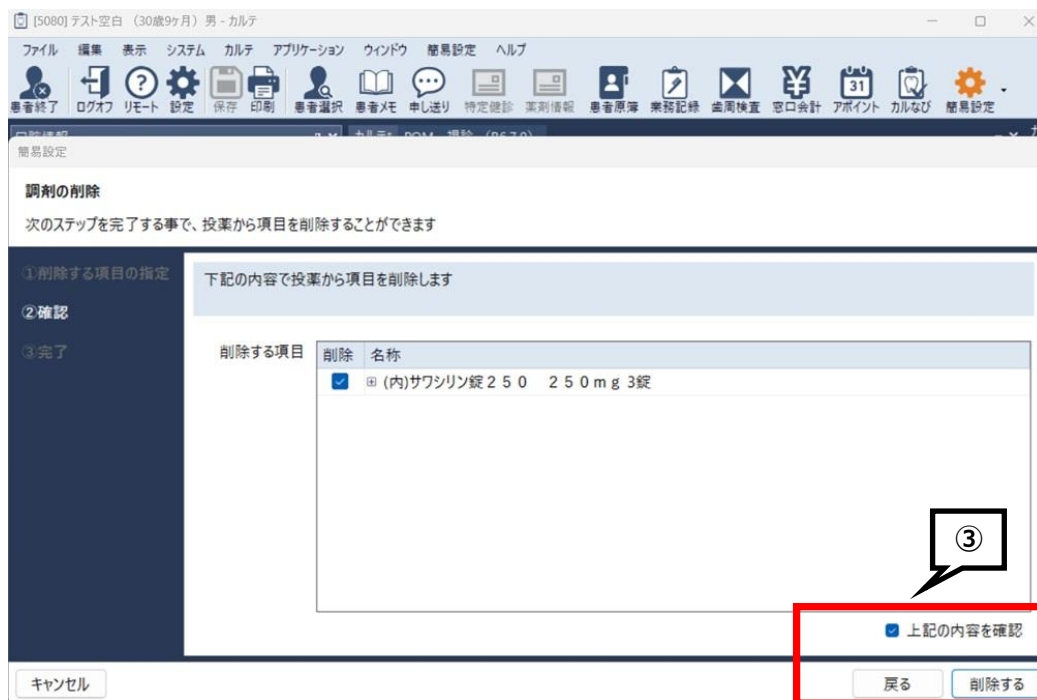 [5080] テスト空白 （30歳9ヶ月）男 - カルテ
ファイル 編集 表示 システム カルテ アプリケーション ウィンドウ 簡易設定 ヘルプ
患者終了 ログオフ リモート 設定 保存 印刷 患者選択 患者メモ 申し送り 特定健診 薬剤情報 患者原簿 業務記録 歯周検査 窓口会計 アポイント カルなび 簡易設定
31
簡易設定
調剤の削除
次のステップを完了する事で、投薬から項目を削除することができます
①削除する項目の指定
下記の内容で投薬から項目を削除します
②確認
③完了
削除する項目
削除 名称
(内)サワシリン錠２５０　２５０ｍｇ 3錠
③
上記の内容を確認
キャンセル 戻る 削除する